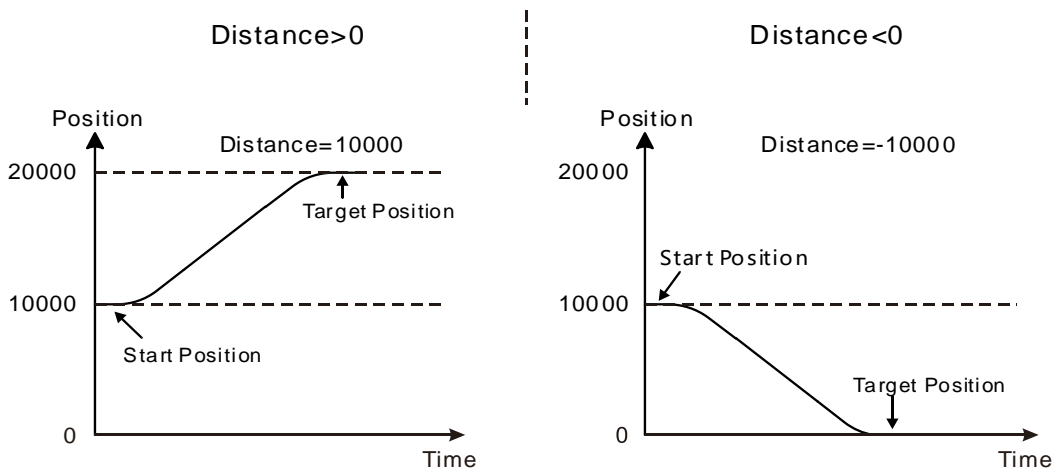 Distance>0
Position
Distance=10000
20000
Target Position
10000
Start Position
0
Time
Distance<0
Position
Distance=-10000
20000
Start Position
10000
Target Position
0
Time